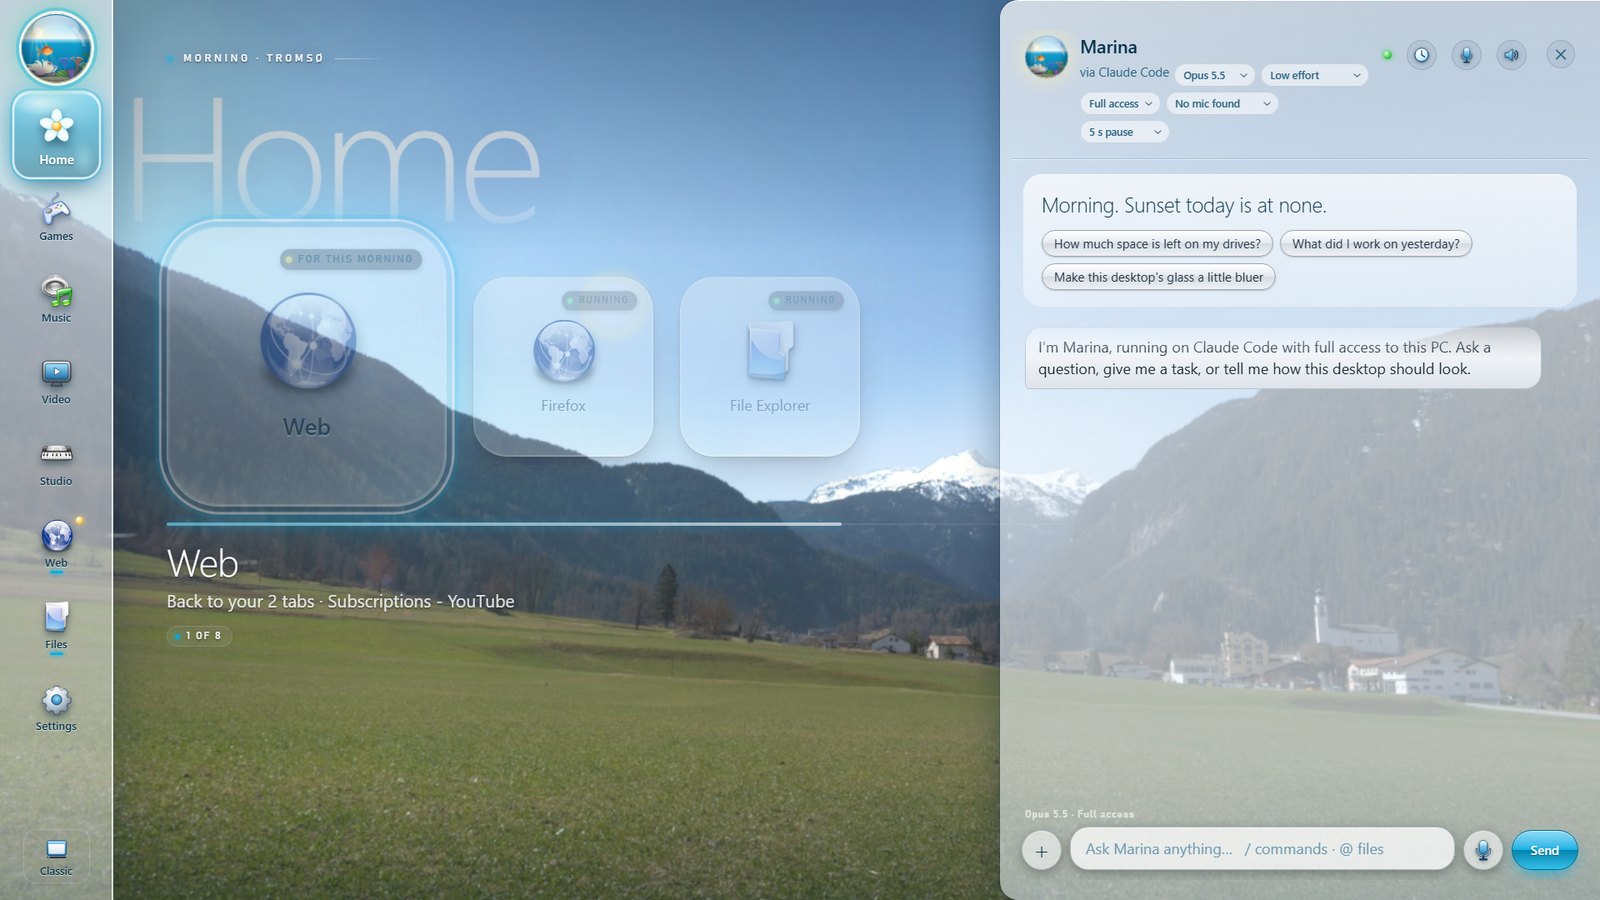 MORNING · TROMSØ
Home
Home
Games
Music
Video
Studio
Web
Files
Settings
Classic
FOR THIS MORNING
Web
RUNNING
Firefox
RUNNING
File Explorer
Web
Back to your 2 tabs · Subscriptions - YouTube
1 OF 8
Marina
via Claude Code
Opus 5.5
Low effort
Full access
No mic found
5 s pause
Morning. Sunset today is at none.
How much space is left on my drives?
What did I work on yesterday?
Make this desktop's glass a little bluer
I'm Marina, running on Claude Code with full access to this PC. Ask a
question, give me a task, or tell me how this desktop should look.
Opus 5.5 · Full access
+
Ask Marina anything... / commands · @ files
Send